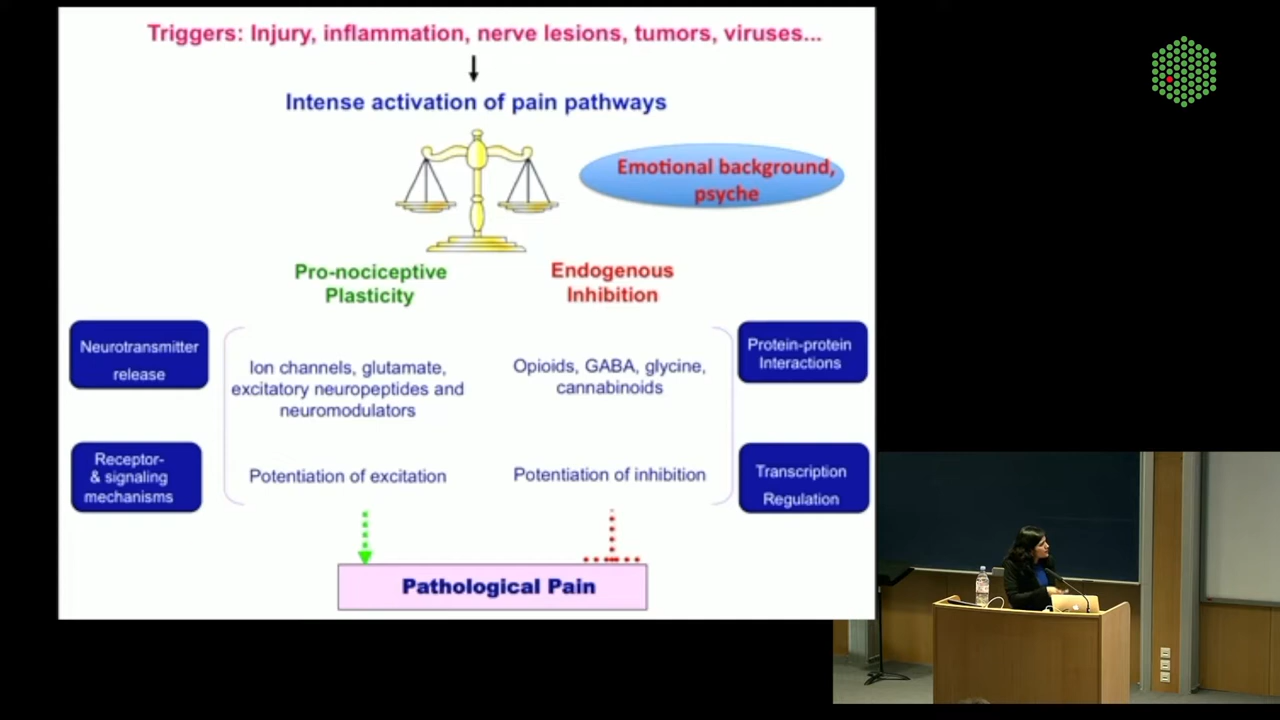 Triggers: Injury, inflammation, nerve lesions, tumors, viruses...
Intense activation of pain pathways
Emotional background,
psyche
Pro-nociceptive
Plasticity
Endogenous
Inhibition
Neurotransmitter
release
Ion channels, glutamate,
excitatory neuropeptides and
neuromodulators
Opioids, GABA, glycine,
cannabinoids
Protein-protein
Interactions
Receptor-
& signaling
mechanisms
Potentiation of excitation
Potentiation of inhibition
Transcription
Regulation
Pathological Pain